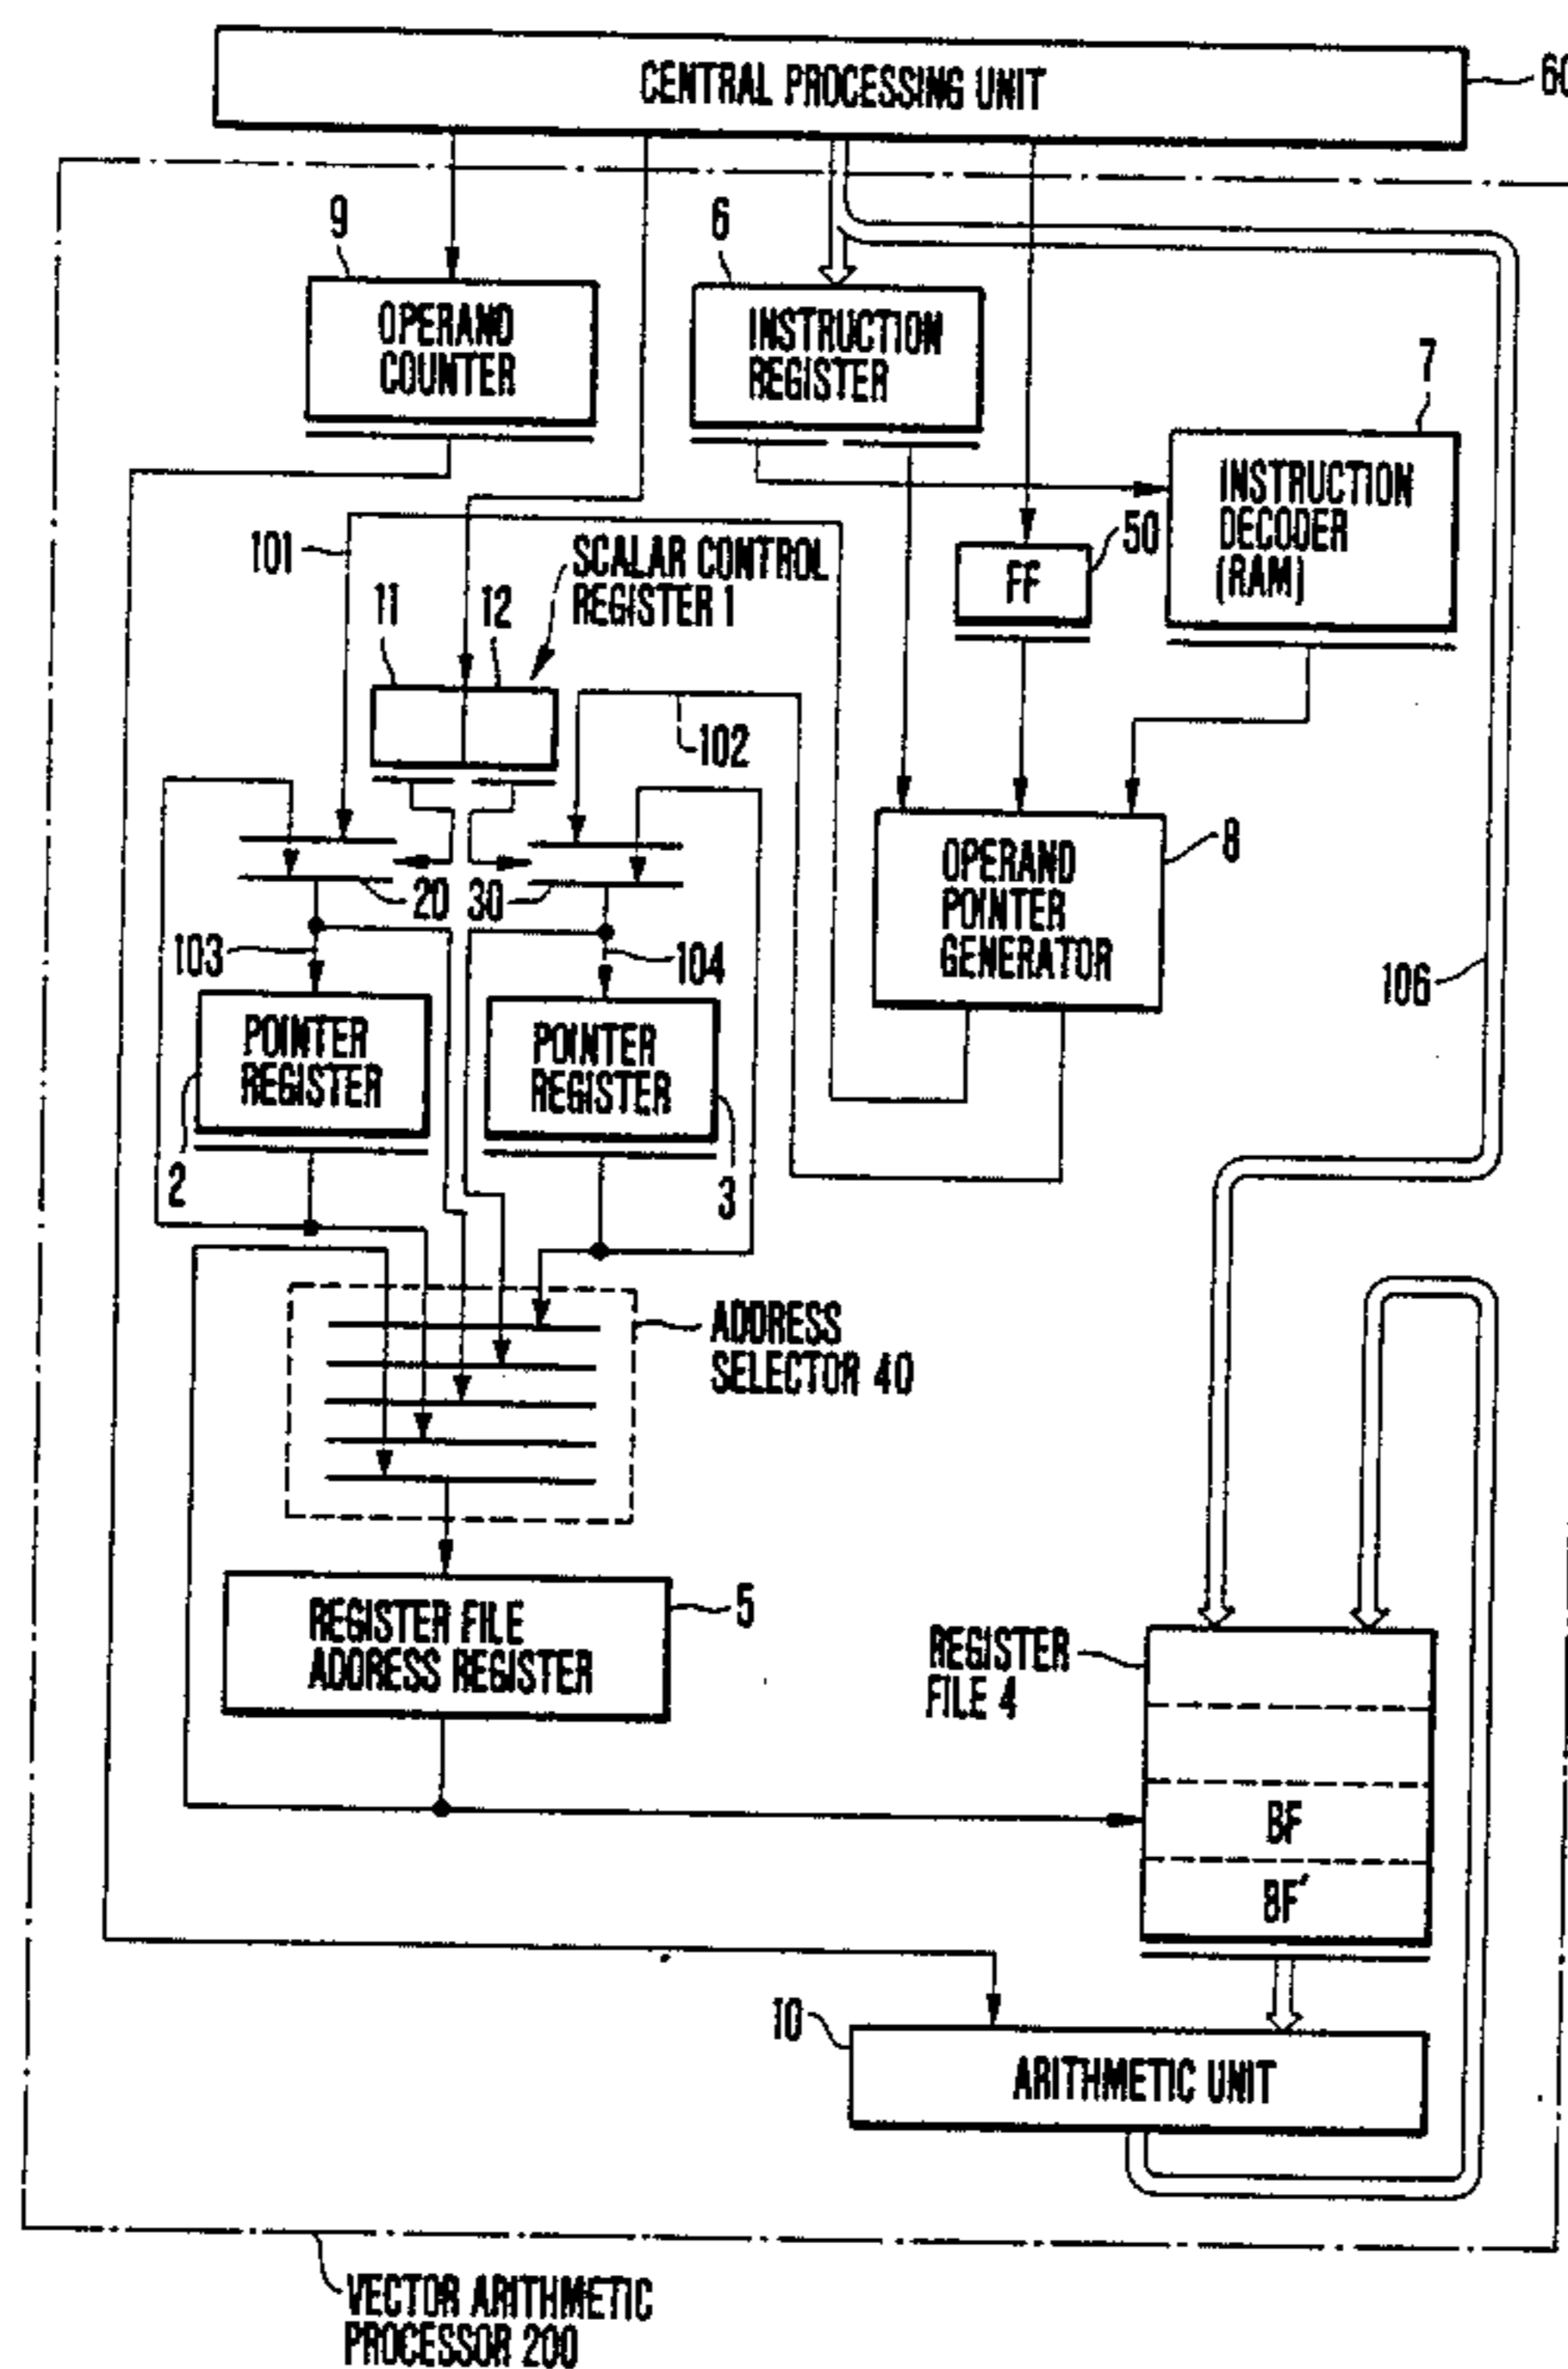 CENTRAL PROCESSING UNIT
60
9
6
OPERAND
COUNTER
INSTRUCTION
REGISTER
7
INSTRUCTION
DECODER
(RAM)
101
SCALAR CONTROL
REGISTER 1
50
FF
11
12
102
20
30
8
OPERAND
POINTER
GENERATOR
103
104
106
POINTER
REGISTER
POINTER
REGISTER
2
3
ADDRESS
SELECTOR 40
5
REGISTER FILE
ADDRESS REGISTER
REGISTER
FILE 4
BF
BF'
10
ARITHMETIC UNIT
VECTOR ARITHMETIC
PROCESSOR 200